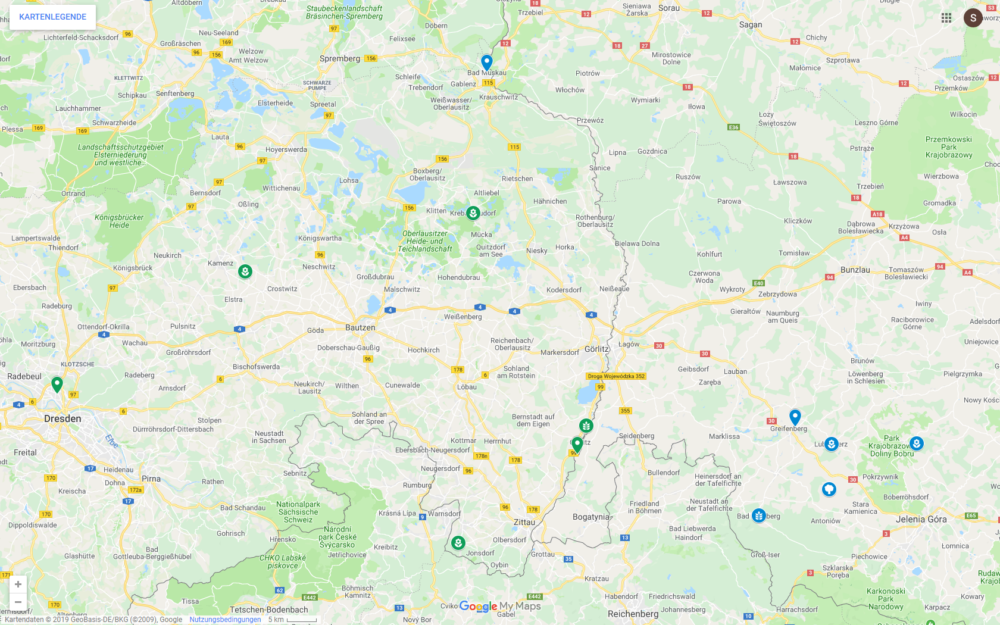 KARTENLEGENDE
S
Altdöbern
Staubeckenlandschaft
Bräsinchen-Spremberg
Döbern
Trzebiel
Sieniawa
Żarska
Sorau
Sagan
Chichy
Lichterfeld-Schacksdorf
Neu-Seeland
Großräschen
Welzow
Amt Welzow
Felixsee
Spremberg
Mirostowice
Dolne
Szprotawa
Małomice
Ostaszów
Przemków
KLETTWITZ
Schipkau
Senftenberg
SCHWARZE
PUMPE
Schleife
Trebendorf
Gablenz
Bad Muskau
Krauschwitz
Piotrów
Włochów
Wymiarki
Iłowa
Łozy
Świętoszów
Wilkocin
Leszno Górne
Lauchhammer
Schwarzheide
Plessa
Elsterheide
Spreetal
Weißwasser/
Oberlausitz
Przewóz
Lauta
Hoyerswerda
Landschaftsschutzgebiet
Elsterniederung
und westliche...
Lipna
Gozdnica
Sanice
Pstrąże
Przemkowski
Park
Krajobrazowy
Boxberg/
Oberlausitz
Rietschen
Lohsa
Ruszów
Ławszowa
Wierzbowa
Trzebień
Ortrand
Bernsdorf
Wittichenau
Altliebel
Hähnichen
Parowa
Gromadka
Oßling
Klitten
Königsbrücker
Heide
Rothenburg/
Oberlausitz
Kliczków
Dąbrowa
Bolesławiecka
Krzyżowa
Osła
Lampertswalde
Thiendorf
Königswartha
Oberlausitzer
Heide- und
Teichlandschaft
Mücka
Quitzdorf
am See
Niesky
Horka
Bielawa Dolna
Neukirch
Kamenz
Königsbrück
Neschwitz
Großdubrau
Hohendubrau
Kohlfurt
Tomisław
Bunzlau
Tomaszów
Bolesławiecki
Czerwona
Woda
Ebersbach
Crostwitz
Malschwitz
Kodersdorf
Neißeaue
Wykroty
Zebrzydowa
Elstra
Radeburg
Iwiny
Gierałtów
Naumburg
am Queis
Raciborowice
Górne
Adelsdorf
Weißenberg
Ottendorf-Okrilla
Pulsnitz
Göda
Bautzen
Moritzburg
Wachau
Großröhrsdorf
Doberschau-Gaußig
Hochkirch
Reichenbach/
Oberlausitz
Markersdorf
Görlitz
Łagów
Uniejowice
KLOTZSCHE
Bischofswerda
Brunów
Radebeul
Radeberg
Sohland
am Rotstein
Droga Wojewódzka 352
Geibsdorf
Lauban
Zaręba
Löwenberg
in Schlesien
Pielgrzymka
Arnsdorf
Neukirch/
Lausitz
Wilthen
Cunewalde
Löbau
Nowy Kości
Dresden
Stolpen
Dürrröhrsdorf-Dittersbach
Sohland an
der Spree
Bernstadt auf
dem Eigen
Greifenberg
Neustadt
in Sachsen
Elbe
Freital
Kottmar
Herrnhut
Seidenberg
Marklissa
Park
Krajobrazowy
Doliny Bobru
Ebersbach-Neugersdorf
Heidenau
Dohna
Pirna
Rathen
Sebnitz
Neugersdorf
Rumburg
Bullendorf
Heinersdorf an
der Tafelfichte
Pokrzywnik
Kreischa
Boberröhsdorf
Bad Schandau
Nationalpark
Sächsische
Schweiz
Krásná Lípa
Warnsdorf
Friedland
in Böhmen
Neustadt an
der Tafelfichte
Stara
Kamienica
Bogatynia
Zittau
Antoniów
Jelenia Góra
Dippoldiswalde
Gohrisch
Hřensko
Národní
park České
Švýcarsko
Kreibitz
Jetřichovice
Olbersdorf
Jonsdorf
Oybin
Grottau
Bad Liebwerda
Haindorf
Łomnica
Glashütte
Bad
Gottleuba-Berggießhübel
CHKO Labské
pískovce
Groß-Iser
Piechowice
Szklarska
Poręba
Kratzau
Böhmisch
Kamnitz
Tissa
Tetschen-Bodenbach
Habendorf
Friedrichswald
Johannesberg
Reichenberg
Karkonoski
Park
Narodowy
Kowary
Karpacz
Harrachsdorf
Nový Bor
Gabel
Google My Maps
Kartendaten © 2019 GeoBasis-DE/BKG (©2009), Google
Nutzungsbedingungen
5 km